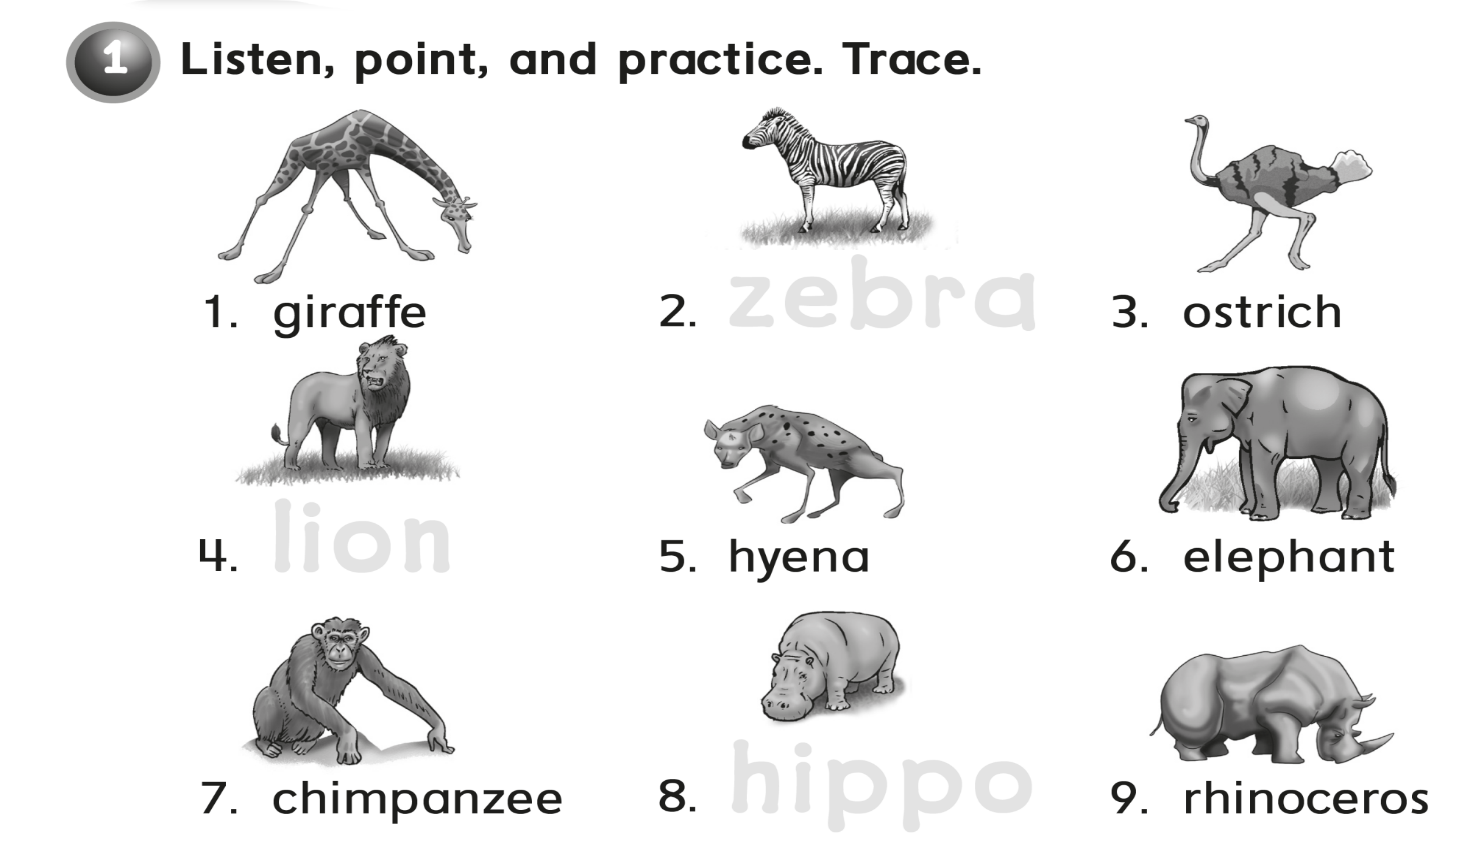 1 Listen, point, and practice. Trace.
1. giraffe
2. zebra
3. ostrich
4. lion
5. hyena
6. elephant
7. chimpanzee
8. hippo
9. rhinoceros